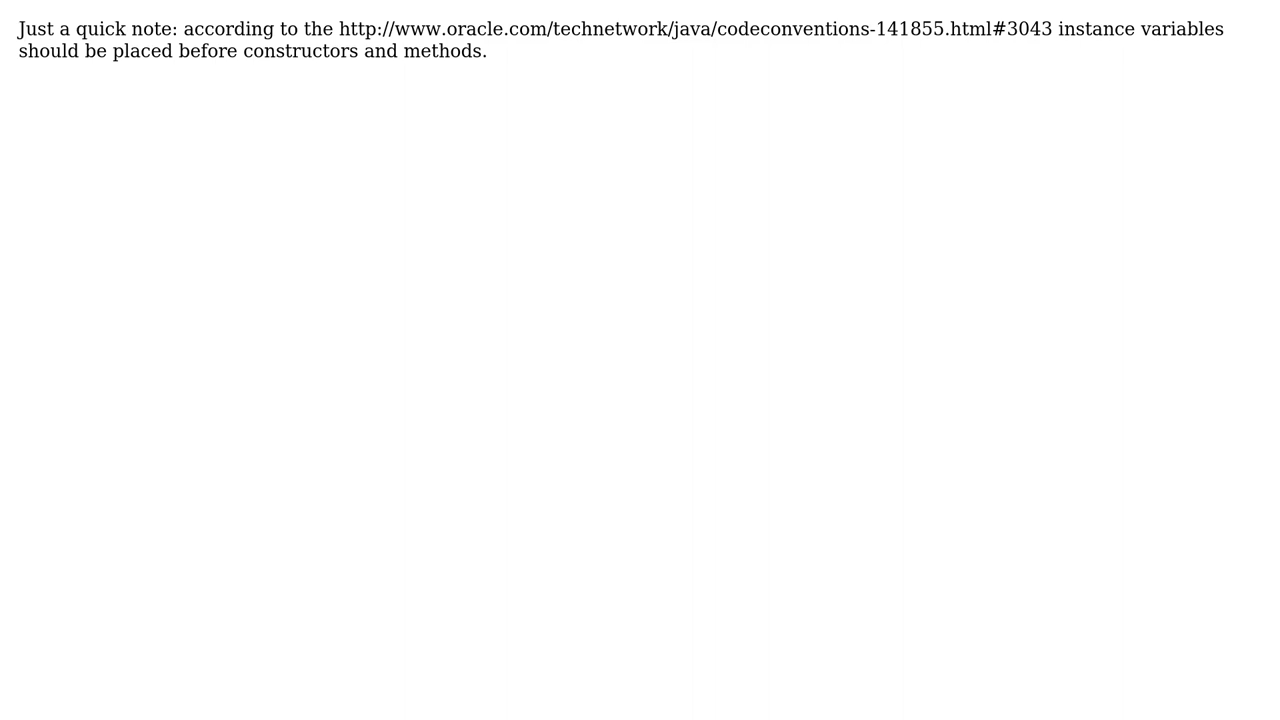 Just a quick note: according to the http://www.oracle.com/technetwork/java/codeconventions-141855.html#3043 instance variables
should be placed before constructors and methods.